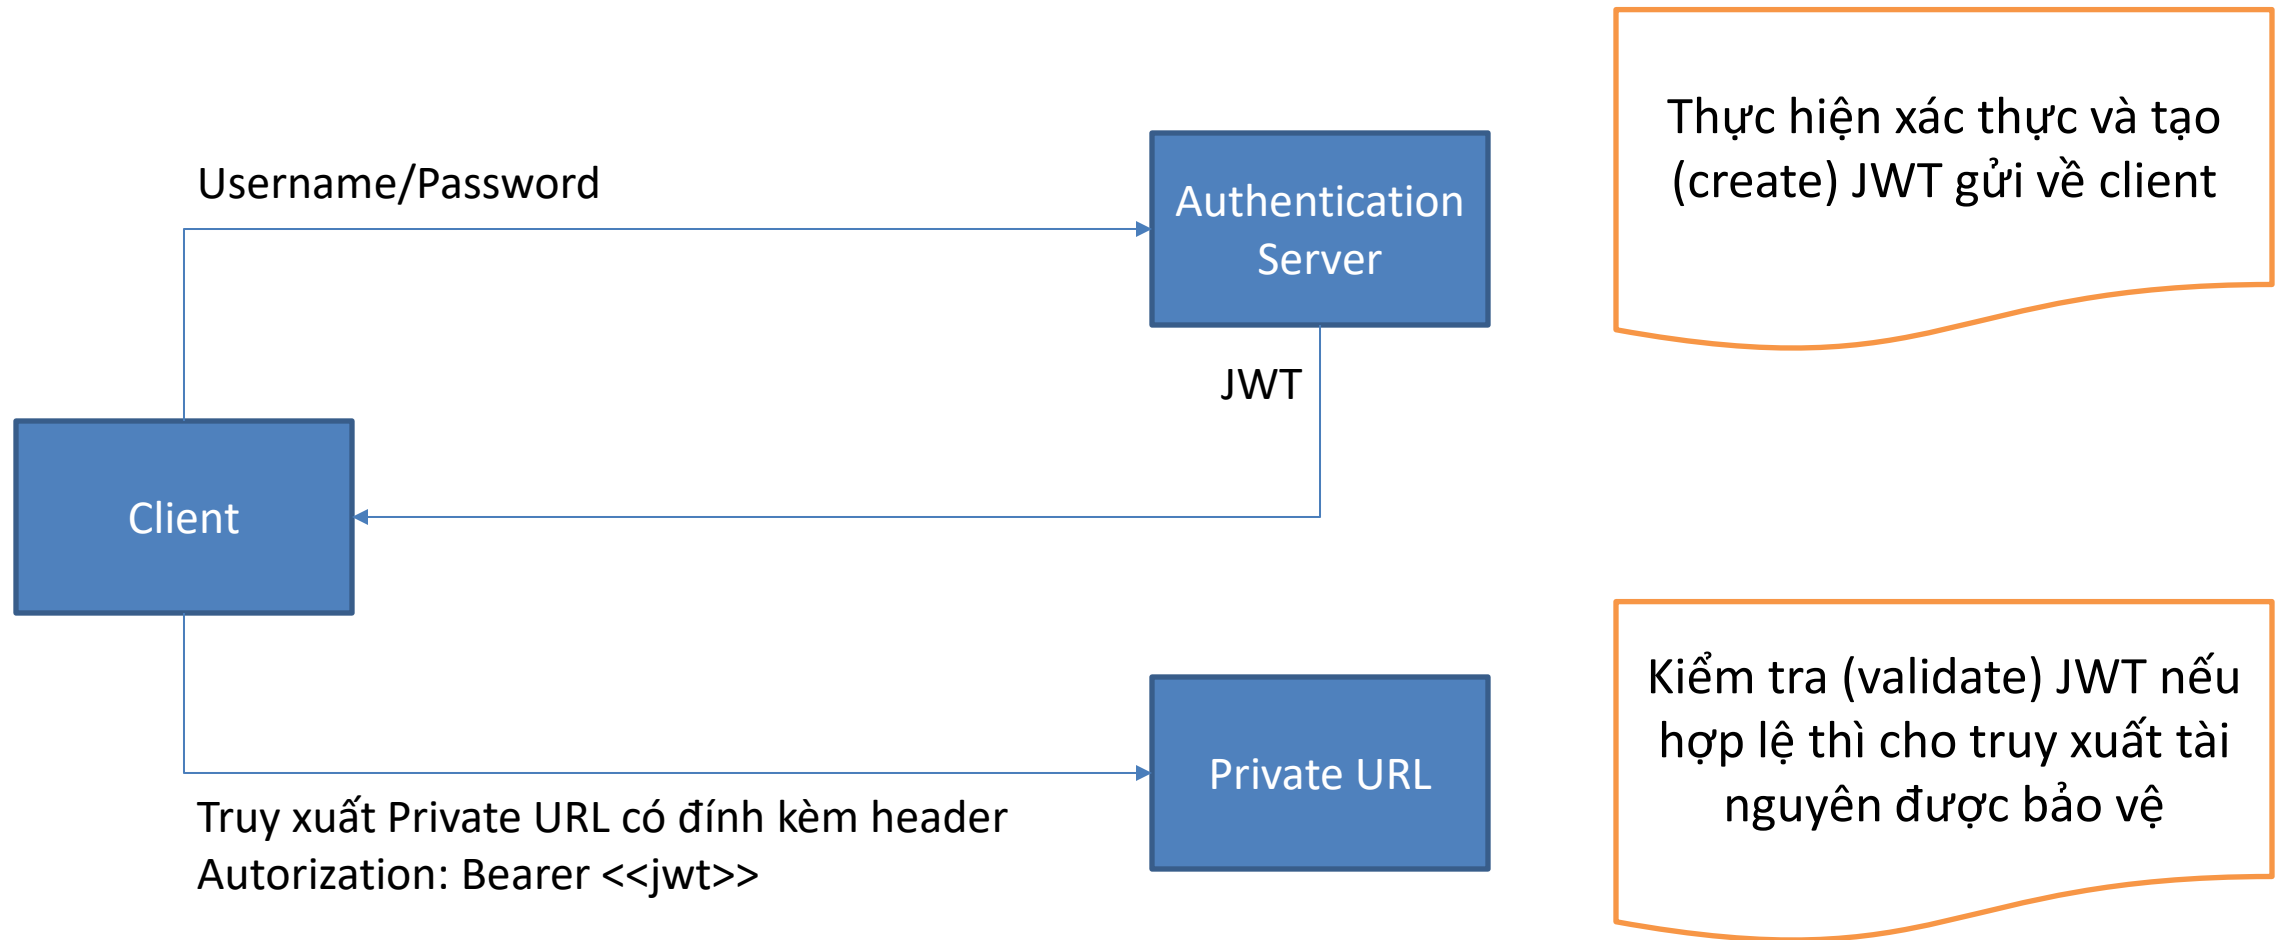 Username/Password
Authentication
Server
Thực hiện xác thực và tạo
(create) JWT gửi về client
JWT
Client
Private URL
Truy xuất Private URL có đính kèm header
Autorization: Bearer <<jwt>>
Kiểm tra (validate) JWT nếu
hợp lệ thì cho truy xuất tài
nguyên được bảo vệ